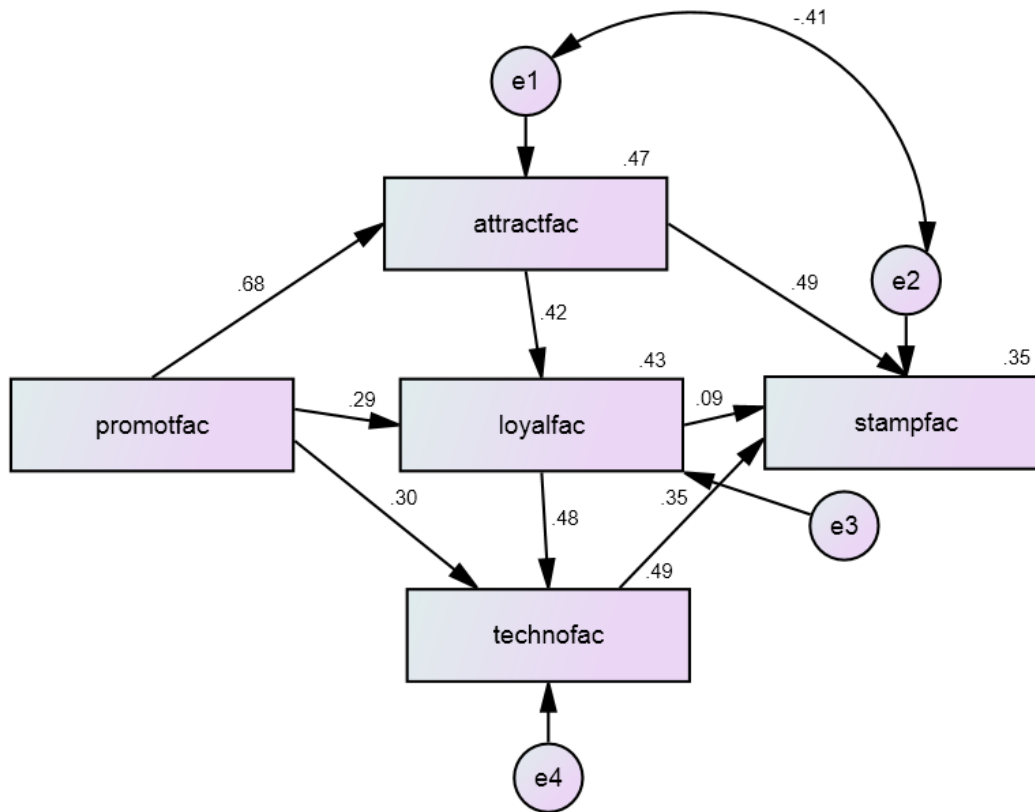 -.41
e1
.47
attractfac
e2
.68
.42
.49
.43
.35
promotfac
.29
loyalfac
.09
stampfac
.30
.48
.35
e3
.49
technofac
e4